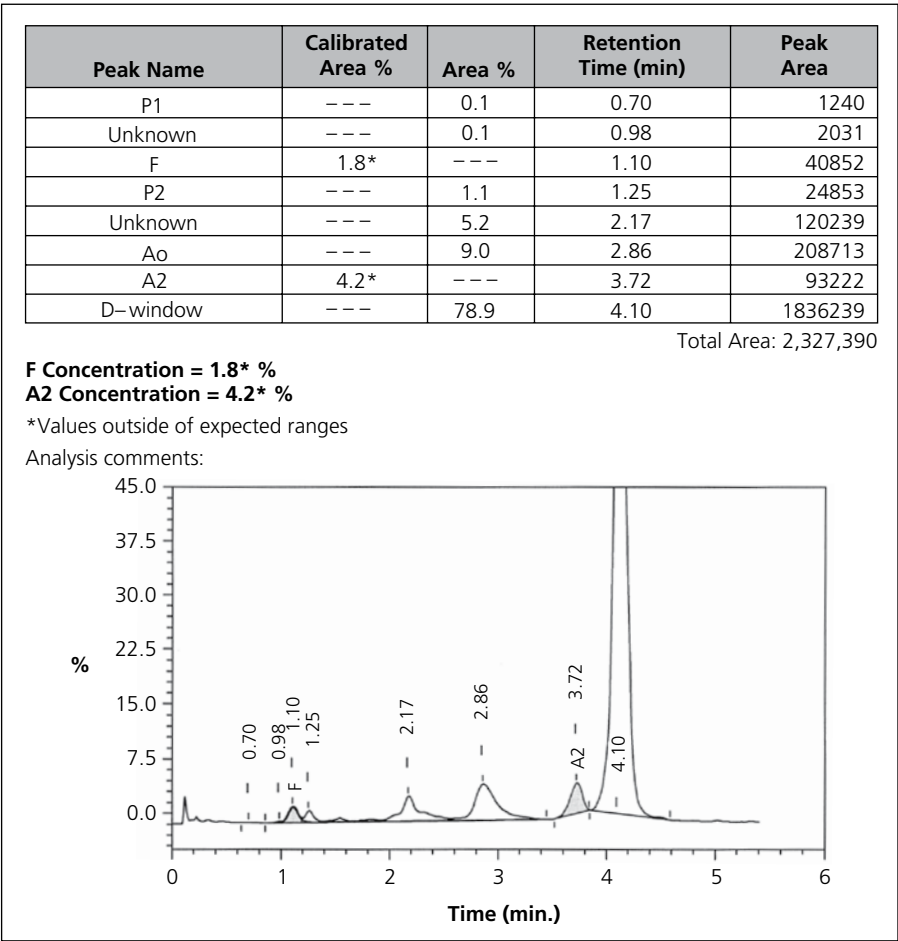 Peak Name Calibrated Area % Area % Retention Time (min) Peak Area
P1 – – – 0.1 0.70 1240
Unknown – – – 0.1 0.98 2031
F 1.8* – – – 1.10 40852
P2 – – – 1.1 1.25 24853
Unknown – – – 5.2 2.17 120239
Ao – – – 9.0 2.86 208713
A2 4.2* – – – 3.72 93222
D–window – – – 78.9 4.10 1836239
Total Area: 2,327,390
F Concentration = 1.8* %
A2 Concentration = 4.2* %
*Values outside of expected ranges
Analysis comments:
45.0
37.5
30.0
22.5
15.0
7.5
0.0
%
0.70
0.98
1.10
F
1.25
2.17
2.86
3.72
A2
4.10
0 1 2 3 4 5 6
Time (min.)